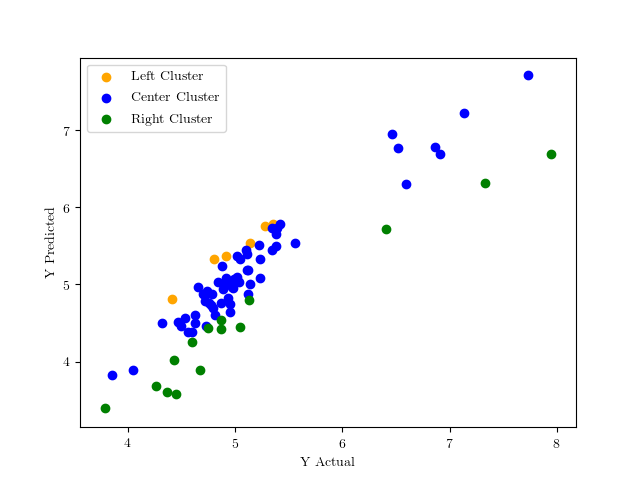 Left Cluster
Center Cluster
Right Cluster
7
6
5
4
Y Predicted
4 5 6 7 8
Y Actual